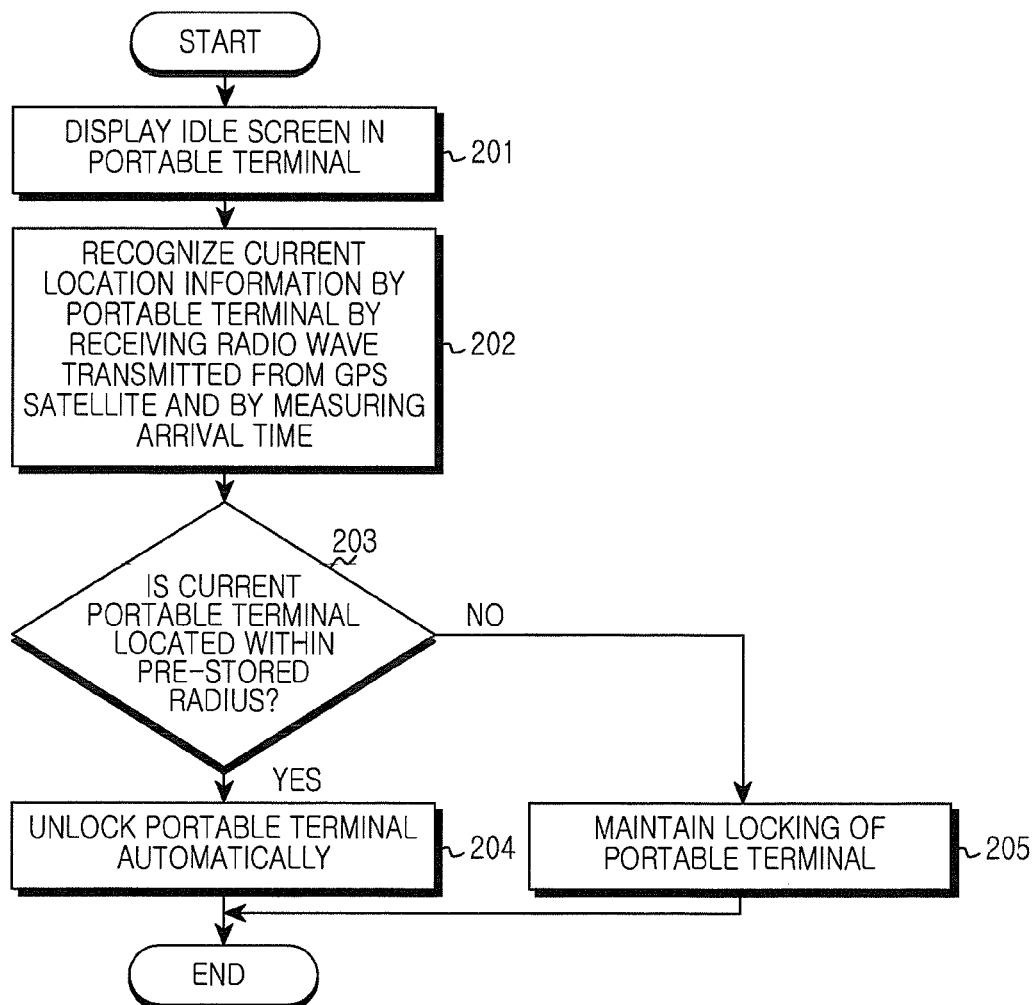 START
DISPLAY IDLE SCREEN IN
PORTABLE TERMINAL
201
RECOGNIZE CURRENT
LOCATION INFORMATION BY
PORTABLE TERMINAL BY
RECEIVING RADIO WAVE
TRANSMITTED FROM GPS
SATELLITE AND BY MEASURING
ARRIVAL TIME
202
203
IS CURRENT
PORTABLE TERMINAL
LOCATED WITHIN
PRE-STORED
RADIUS?
NO
YES
UNLOCK PORTABLE TERMINAL
AUTOMATICALLY
204
MAINTAIN LOCKING OF
PORTABLE TERMINAL
205
END